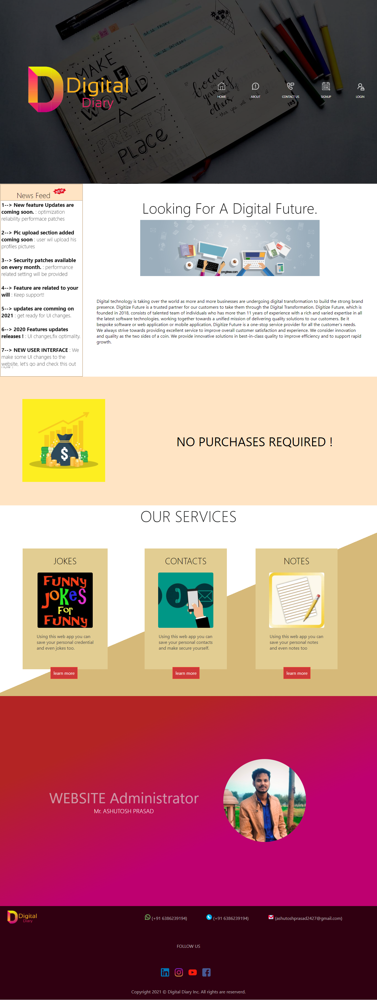 Date:
04.12 FRIDAY
02.12 SATURDAY
03.12 SUNDAY
Page:
MAKE
THE
WORLD
A
PRETTY
PLACE
focus
ON
yourself
instead of
others
- this you will need
109
Digital
Diary
HOME
ABOUT
CONTACT US
SIGNUP
LOGIN
News Feed NEW
1--> New feature Updates are
coming soon. : optimization
reliability performace patches
2--> Pic upload section added
coming soon : user wil upload his
profiles pictures
3--> Security patches available
on every month. : performance
related setting will be provided
4--> Feature are related to your
will : Keep support!
5--> updates are comming on
2021 : get ready for UI changes.
6--> 2020 Features updates
releases ! : UI changes,fix optimality.
7--> NEW USER INTERFACE : We
make some UI changes to the
website, let's go and check this out
now !
Looking For A Digital Future.
pngtree.com
Digital technology is taking over the world as more and more businesses are undergoing digital transformation to build the strong brand
presence. Digitize Future is a trusted partner for our customers to take them through the Digital Transformation. Digitize Future, which is
founded in 2018, consists of talented team of individuals who has more than 11 years of experience with a rich and varied expertise in all
the latest software technologies, working together towards a unified mission of delivering quality solutions to our customers. Be it
bespoke software or web application or mobile application, Digitize Future is a one-stop service provider for all the customer's needs.
We always strive towards providing excellent service to improve overall customer satisfaction and experience. We consider innovation
and quality as the two sides of a coin. We provide innovative solutions in best-in-class quality to improve efficiency and to support rapid
growth.
$
NO PURCHASES REQUIRED !
OUR SERVICES
JOKES
FUNNY
JOKES
FOR
FUNNY
Using this web app you can
save your personal credential
and even jokes too.
learn more
CONTACTS
Using this web app you can
save your personal contacts
and make secure yourself.
learn more
NOTES
Using this web app you can
save your personal notes
and even notes too
learn more
WEBSITE Administrator
Mr. ASHUTOSH PRASAD
Digital
Diary
(+91 6386239194)
(+91 6386239194)
(ashutoshprasad2427@gmail.com)
FOLLOW US
Copyright 2021 © Digital Diary Inc. All rights are reserverd.